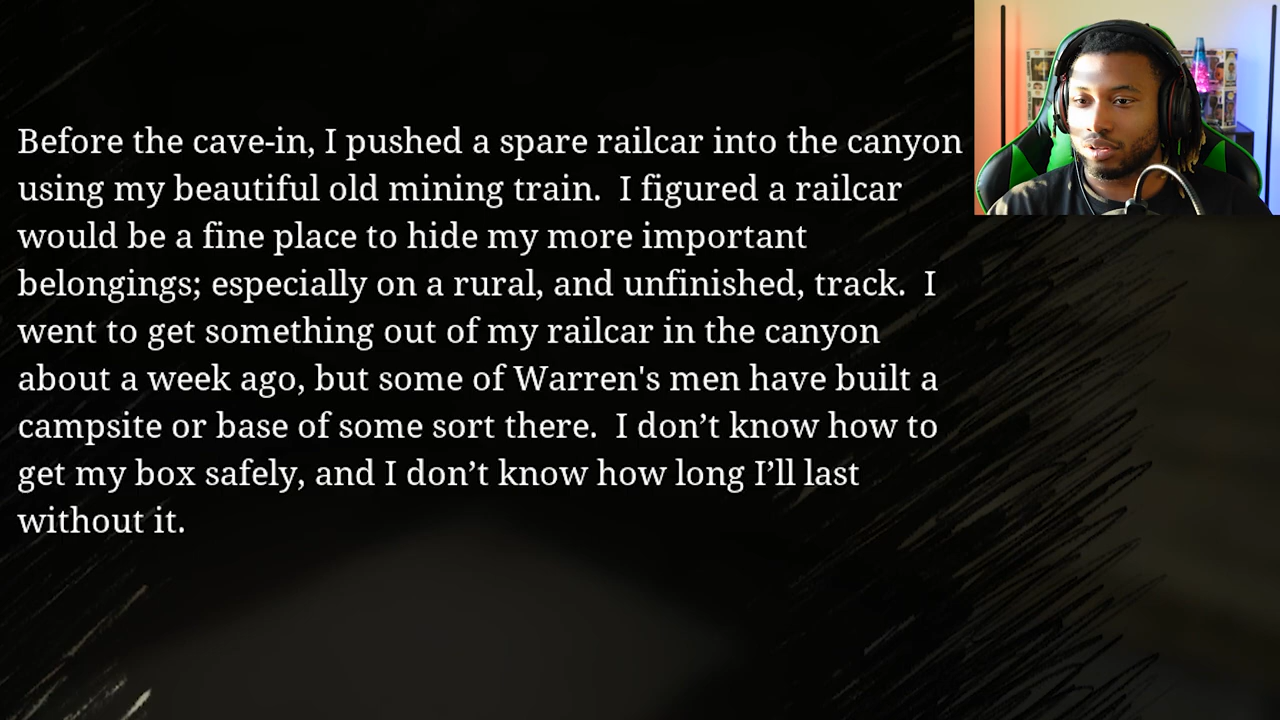 Before the cave-in, I pushed a spare railcar into the canyon
using my beautiful old mining train.  I figured a railcar
would be a fine place to hide my more important
belongings; especially on a rural, and unfinished, track.  I
went to get something out of my railcar in the canyon
about a week ago, but some of Warren's men have built a
campsite or base of some sort there.  I don’t know how to
get my box safely, and I don’t know how long I’ll last
without it.